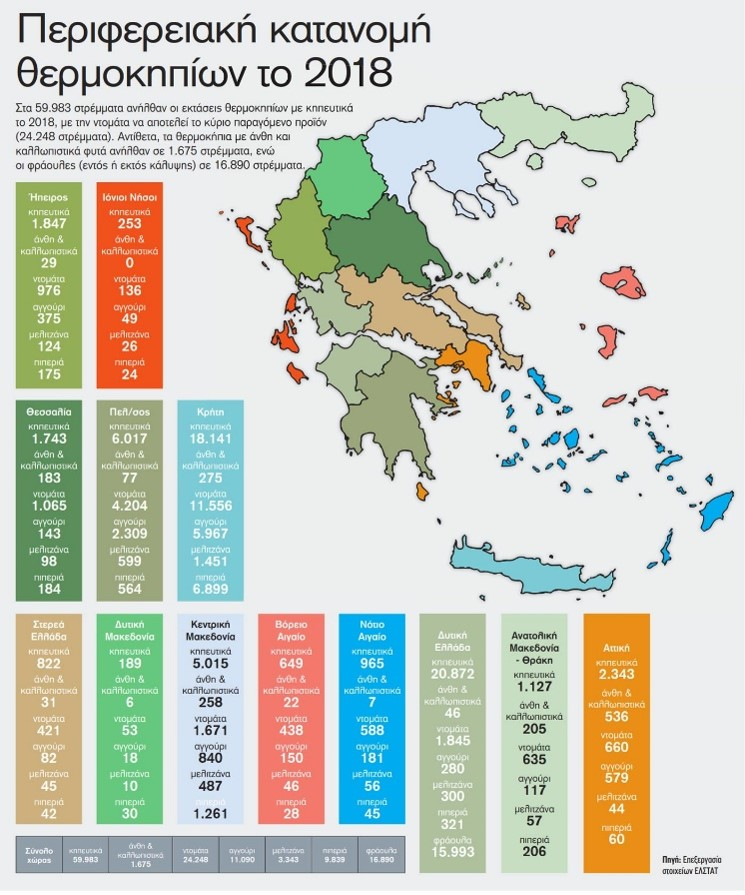 Περιφερειακή κατανομή
θερμοκηπίων το 2018
Στα 59.983 στρέμματα ανήλθαν οι εκτάσεις θερμοκηπίων με κηπευτικά
το 2018, με την ντομάτα να αποτελεί το κύριο παραγόμενο προϊόν
(24.248 στρέμματα). Αντίθετα, τα θερμοκήπια με άνθη και
καλλωπιστικά φυτά ανήλθαν σε 1.675 στρέμματα, ενώ
οι φράουλες (εντός ή εκτός κάλυψης) σε 16.890 στρέμματα.
Ήπειρος
κηπευτικά
1.847
άνθη &
καλλωπιστικά
29
ντομάτα
976
αγγούρι
375
μελιτζάνα
124
πιπεριά
175
Ιόνιοι Νήσοι
κηπευτικά
253
άνθη &
καλλωπιστικά
0
ντομάτα
136
αγγούρι
49
μελιτζάνα
26
πιπεριά
24
Θεσσαλία
κηπευτικά
1.743
άνθη &
καλλωπιστικά
183
ντομάτα
1.065
αγγούρι
143
μελιτζάνα
98
πιπεριά
184
Πελ/σος
κηπευτικά
6.017
άνθη &
καλλωπιστικά
77
ντομάτα
4.204
αγγούρι
2.309
μελιτζάνα
599
πιπεριά
564
Κρήτη
κηπευτικά
18.141
άνθη &
καλλωπιστικά
275
ντομάτα
11.556
αγγούρι
5.967
μελιτζάνα
1.451
πιπεριά
6.899
Στερεά
Ελλάδα
κηπευτικά
822
άνθη &
καλλωπιστικά
31
ντομάτα
421
αγγούρι
82
μελιτζάνα
45
πιπεριά
42
Δυτική
Μακεδονία
κηπευτικά
189
άνθη &
καλλωπιστικά
6
ντομάτα
53
αγγούρι
18
μελιτζάνα
10
πιπεριά
30
Κεντρική
Μακεδονία
κηπευτικά
5.015
άνθη &
καλλωπιστικά
258
ντομάτα
1.671
αγγούρι
840
μελιτζάνα
487
πιπεριά
1.261
Βόρειο
Αιγαίο
κηπευτικά
649
άνθη &
καλλωπιστικά
22
ντομάτα
438
αγγούρι
150
μελιτζάνα
46
πιπεριά
28
Νότιο
Αιγαίο
κηπευτικά
965
άνθη &
καλλωπιστικά
7
ντομάτα
588
αγγούρι
181
μελιτζάνα
56
πιπεριά
45
Δυτική
Ελλάδα
κηπευτικά
20.872
άνθη &
καλλωπιστικά
46
ντομάτα
1.845
αγγούρι
280
μελιτζάνα
300
πιπεριά
321
φράουλα
15.993
Ανατολική
Μακεδονία
- Θράκη
κηπευτικά
1.127
άνθη &
καλλωπιστικά
205
ντομάτα
635
αγγούρι
117
μελιτζάνα
57
πιπεριά
206
Αττική
κηπευτικά
2.343
άνθη &
καλλωπιστικά
536
ντομάτα
660
αγγούρι
579
μελιτζάνα
44
πιπεριά
60
Σύνολο
χώρας
κηπευτικά
59.983
άνθη &
καλλωπιστικά
1.675
ντομάτα
24.248
αγγούρι
11.090
μελιτζάνα
3.343
πιπεριά
9.839
φράουλα
16.890
Πηγή: Επεξεργασία
στοιχείων ΕΛΣΤΑΤ